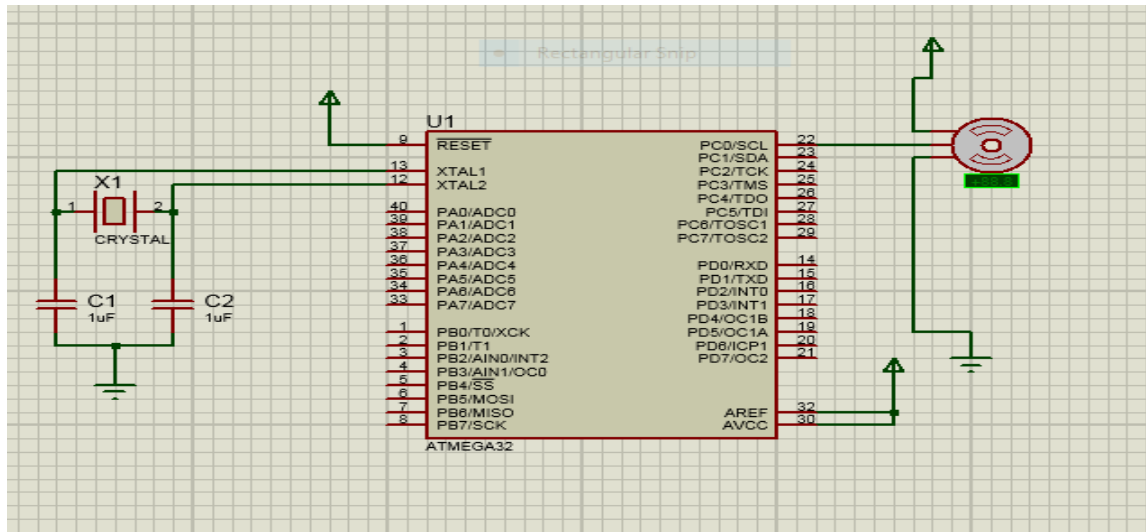 Rectangular Snip
U1
9 RESET
13 XTAL1
12 XTAL2
X1
1 2
CRYSTAL
C1
1uF
C2
1uF
40 PA0/ADC0
39 PA1/ADC1
38 PA2/ADC2
37 PA3/ADC3
36 PA4/ADC4
35 PA5/ADC5
34 PA6/ADC6
33 PA7/ADC7
1 PB0/T0/XCK
2 PB1/T1
3 PB2/AIN0/INT2
4 PB3/AIN1/OC0
5 PB4/SS
6 PB5/MOSI
7 PB6/MISO
8 PB7/SCK
PC0/SCL 22
PC1/SDA 23
PC2/TCK 24
PC3/TMS 25
PC4/TDO 26
PC5/TDI 27
PC6/TOSC1 28
PC7/TOSC2 29
PD0/RXD 14
PD1/TXD 15
PD2/INT0 16
PD3/INT1 17
PD4/OC1B 18
PD5/OC1A 19
PD6/ICP1 20
PD7/OC2 21
AREF 32
AVCC 30
ATMEGA32